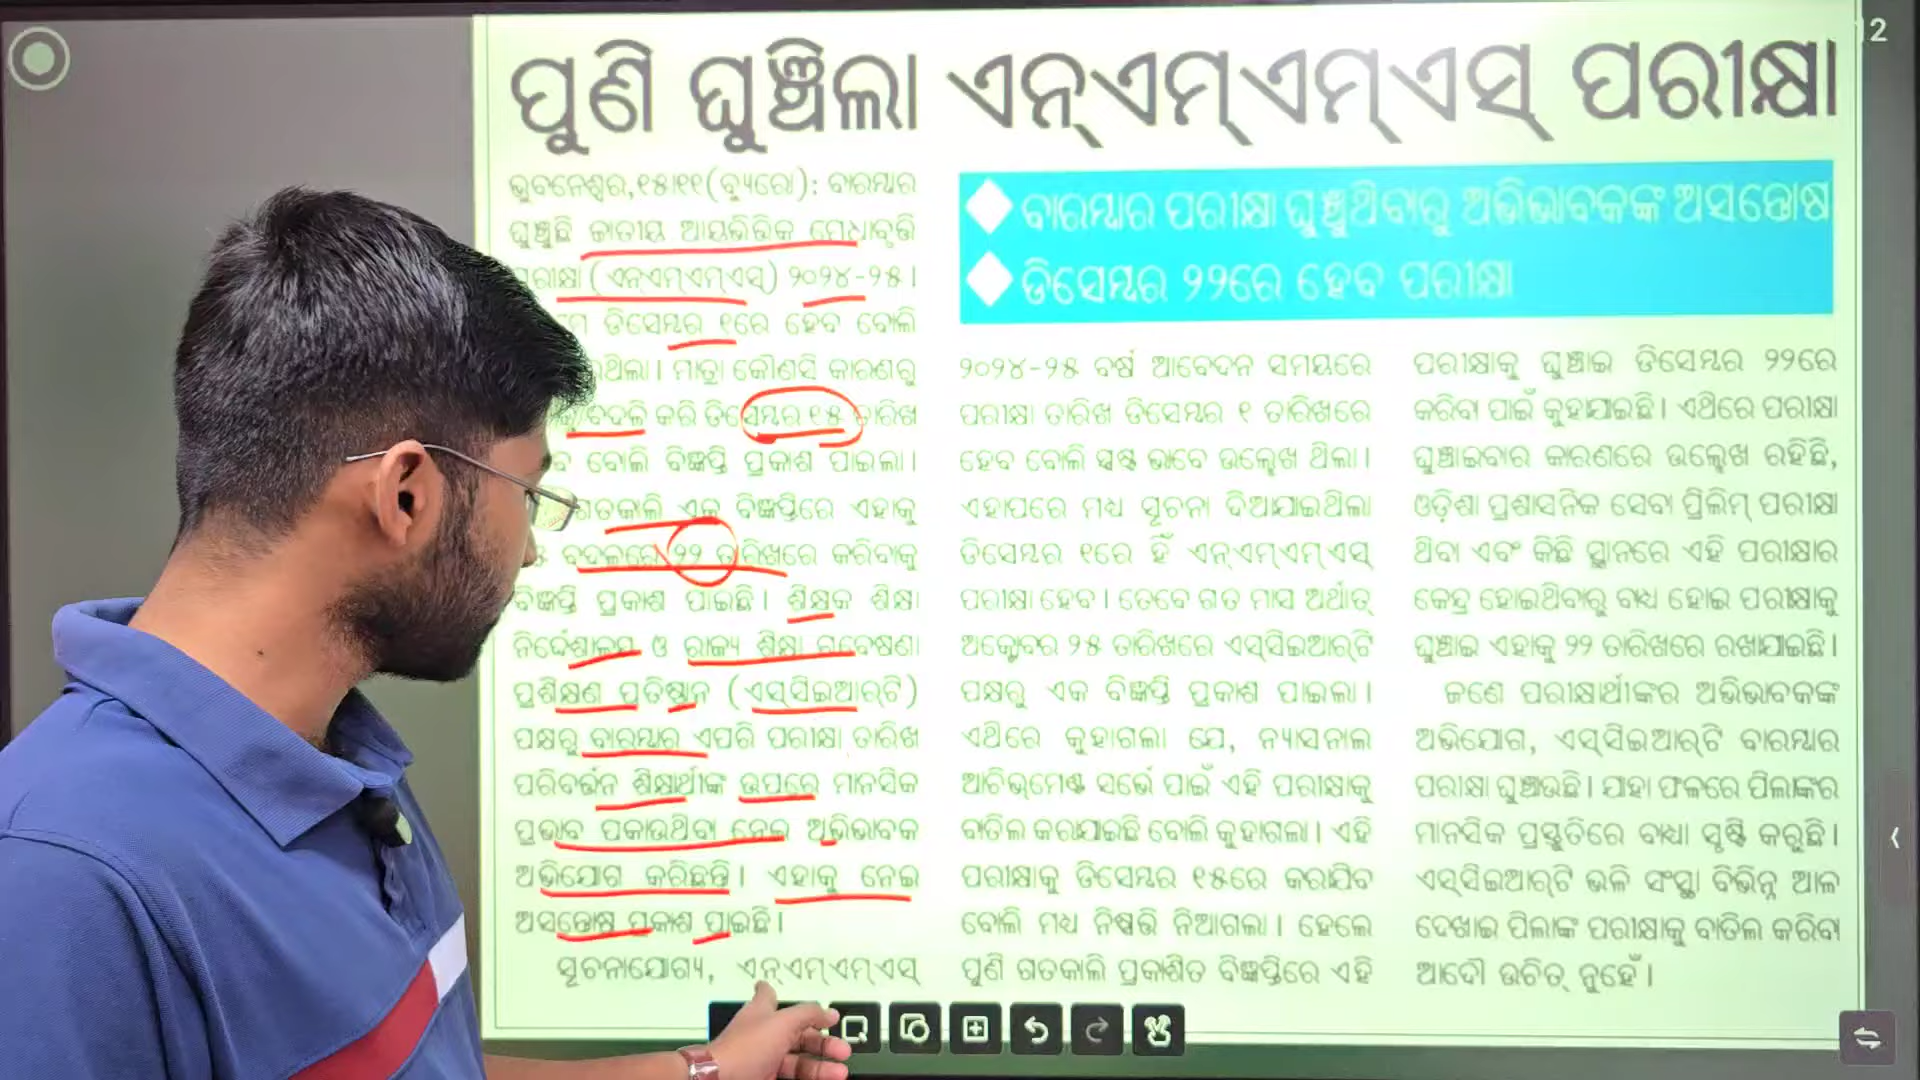 12
ପୁଣି ଘୁଞ୍ଚିଲା ଏନ୍‌ଏମ୍‌ଏମ୍‌ଏସ୍ ପରୀକ୍ଷା
ବାରମ୍ବାର ପରୀକ୍ଷା ଘୁଞ୍ଚୁଥିବାରୁ ଅଭିଭାବକଙ୍କ ଅସନ୍ତୋଷ
ଡିସେମ୍ବର ୨୨ରେ ହେବ ପରୀକ୍ଷା
ଭୁବନେଶ୍ବର,୧୫।୧୧(ବ୍ୟୁରୋ): ବାରମ୍ବାର
ଘୁଞ୍ଚୁଛି ଜାତୀୟ ଆୟଭିତ୍ତିକ ମେଧାବୃତ୍ତି
ପରୀକ୍ଷା (ଏନ୍‌ଏମ୍‌ଏମ୍‌ଏସ୍) ୨୦୨୪-୨୫।
ଡିସେମ୍ବର ୧ରେ ହେବ ବୋଲି
ମାତ୍ର କୌଣସି କାରଣରୁ
ବଦଳି କରି ଡିସେମ୍ବର ୧୫ ତାରିଖ
ବୋଲି ବିଜ୍ଞପ୍ତି ପ୍ରକାଶ ପାଇଲା।
ଗତକାଲି ଏକ ବିଜ୍ଞପ୍ତିରେ ଏହାକୁ
ବଦଳରେ ୨୨ ତାରିଖରେ କରିବାକୁ
ବିଜ୍ଞପ୍ତି ପ୍ରକାଶ ପାଇଛି। ଶିକ୍ଷକ ଶିକ୍ଷା
ନିର୍ଦ୍ଦେଶାଳୟ ଓ ରାଜ୍ୟ ଶିକ୍ଷା ଗବେଷଣା
ପ୍ରଶିକ୍ଷଣ ପ୍ରତିଷ୍ଠାନ (ଏସ୍‌ସିଇଆର୍‌ଟି)
ପକ୍ଷରୁ ବାରମ୍ବାର ଏପରି ପରୀକ୍ଷା ତାରିଖ
ପରିବର୍ତ୍ତନ ଶିକ୍ଷାର୍ଥୀଙ୍କ ଉପରେ ମାନସିକ
ପ୍ରଭାବ ପକାଉଥିବା ନେଇ ଅଭିଭାବକ
ଅଭିଯୋଗ କରିଛନ୍ତି। ଏହାକୁ ନେଇ
ଅସନ୍ତୋଷ ପ୍ରକାଶ ପାଇଛି।
ସୂଚନାଯୋଗ୍ୟ, ଏନ୍‌ଏମ୍‌ଏମ୍‌ଏସ୍
୨୦୨୪-୨୫ ବର୍ଷ ଆବେଦନ ସମୟରେ
ପରୀକ୍ଷା ତାରିଖ ଡିସେମ୍ବର ୧ ତାରିଖରେ
ହେବ ବୋଲି ସ୍ପଷ୍ଟ ଭାବେ ଉଲ୍ଲେଖ ଥିଲା।
ଏହାପରେ ମଧ୍ୟ ସୂଚନା ଦିଆଯାଇଥିଲା
ଡିସେମ୍ବର ୧ରେ ହିଁ ଏନ୍‌ଏମ୍‌ଏମ୍‌ଏସ୍
ପରୀକ୍ଷା ହେବ। ତେବେ ଗତ ମାସ ଅର୍ଥାତ୍
ଅକ୍ଟୋବର ୨୫ ତାରିଖରେ ଏସ୍‌ସିଇଆର୍‌ଟି
ପକ୍ଷରୁ ଏକ ବିଜ୍ଞପ୍ତି ପ୍ରକାଶ ପାଇଲା।
ଏଥିରେ କୁହାଗଲା ଯେ, ନ୍ୟାସନାଲ
ଆଚିଭ୍‌ମେଣ୍ଟ ସର୍ଭେ ପାଇଁ ଏହି ପରୀକ୍ଷାକୁ
ବାତିଲ କରାଯାଇଛି ବୋଲି କୁହାଗଲା। ଏହି
ପରୀକ୍ଷାକୁ ଡିସେମ୍ବର ୧୫ରେ କରାଯିବ
ବୋଲି ମଧ୍ୟ ନିଷ୍ପତ୍ତି ନିଆଗଲା। ହେଲେ
ପୁଣି ଗତକାଲି ପ୍ରକାଶିତ ବିଜ୍ଞପ୍ତିରେ ଏହି
ପରୀକ୍ଷାକୁ ଘୁଞ୍ଚାଇ ଡିସେମ୍ବର ୨୨ରେ
କରିବା ପାଇଁ କୁହାଯାଇଛି। ଏଥିରେ ପରୀକ୍ଷା
ଘୁଞ୍ଚାଇବାର କାରଣରେ ଉଲ୍ଲେଖ ରହିଛି,
ଓଡ଼ିଶା ପ୍ରଶାସନିକ ସେବା ପ୍ରିଲିମ୍ ପରୀକ୍ଷା
ଥିବା ଏବଂ କିଛି ସ୍ଥାନରେ ଏହି ପରୀକ୍ଷାର
କେନ୍ଦ୍ର ହୋଇଥିବାରୁ ବାଧ୍ୟ ହୋଇ ପରୀକ୍ଷାକୁ
ଘୁଞ୍ଚାଇ ଏହାକୁ ୨୨ ତାରିଖରେ ରଖାଯାଇଛି।
ଜଣେ ପରୀକ୍ଷାର୍ଥୀଙ୍କର ଅଭିଭାବକଙ୍କ
ଅଭିଯୋଗ, ଏସ୍‌ସିଇଆର୍‌ଟି ବାରମ୍ବାର
ପରୀକ୍ଷା ଘୁଞ୍ଚାଉଛି। ଯାହା ଫଳରେ ପିଲାଙ୍କର
ମାନସିକ ପ୍ରସ୍ତୁତିରେ ବାଧା ସୃଷ୍ଟି କରୁଛି।
ଏସ୍‌ସିଇଆର୍‌ଟି ଭଳି ସଂସ୍ଥା ବିଭିନ୍ନ ଆଳ
ଦେଖାଇ ପିଲାଙ୍କ ପରୀକ୍ଷାକୁ ବାତିଲ କରିବା
ଆଦୌ ଉଚିତ୍ ନୁହେଁ।